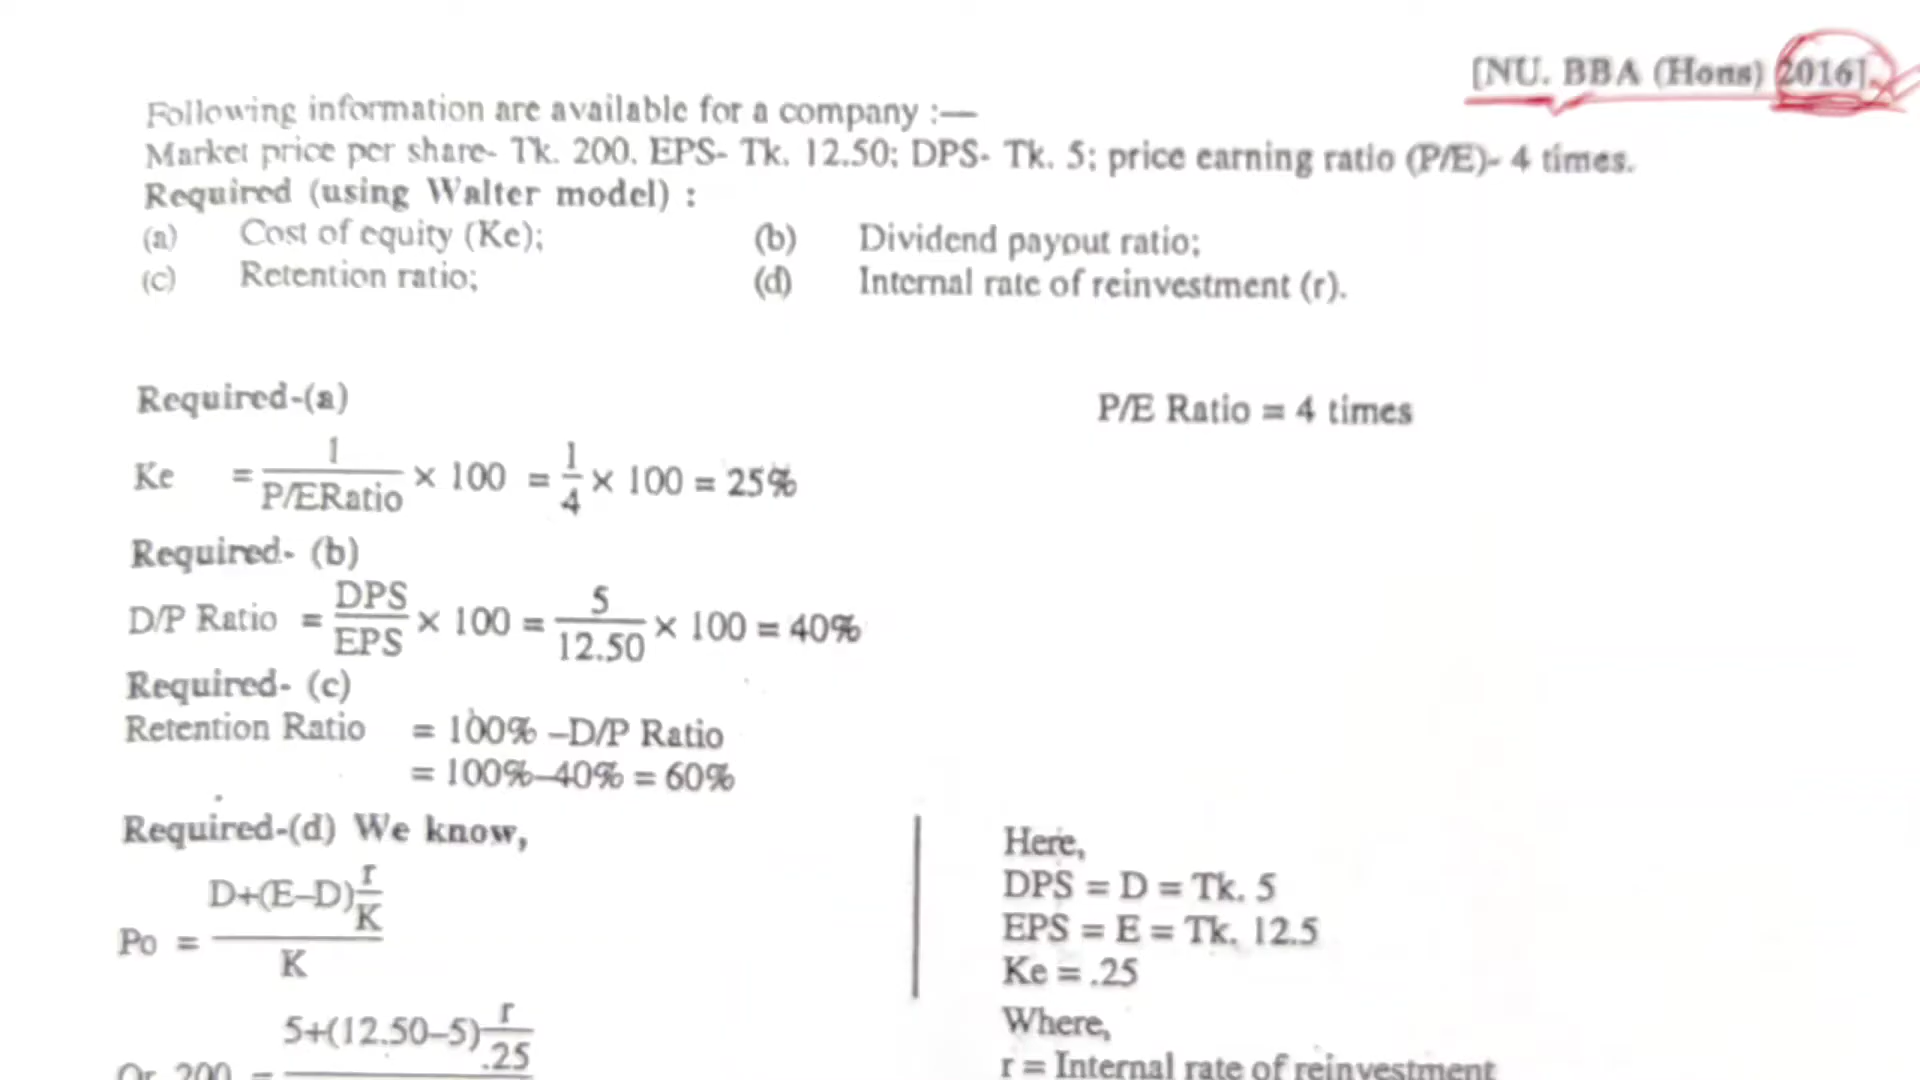 [NU. BBA (Hons) 2016].
Following information are available for a company :—
Market price per share- Tk. 200. EPS- Tk. 12.50; DPS- Tk. 5; price earning ratio (P/E)- 4 times.
Required (using Walter model) :
(a) Cost of equity (Ke); (b) Dividend payout ratio;
(c) Retention ratio; (d) Internal rate of reinvestment (r).
Required-(a) P/E Ratio = 4 times
Ke = 1/P/ERatio × 100 = 1/4 × 100 = 25%
Required- (b)
D/P Ratio = DPS/EPS × 100 = 5/12.50 × 100 = 40%
Required- (c)
Retention Ratio = 100% –D/P Ratio
= 100%–40% = 60%
Required-(d) We know,
Po = D+(E–D)r/K / K
Or 200 = 5+(12.50–5)r/.25
Here,
DPS = D = Tk. 5
EPS = E = Tk. 12.5
Ke = .25
Where,
r = Internal rate of reinvestment